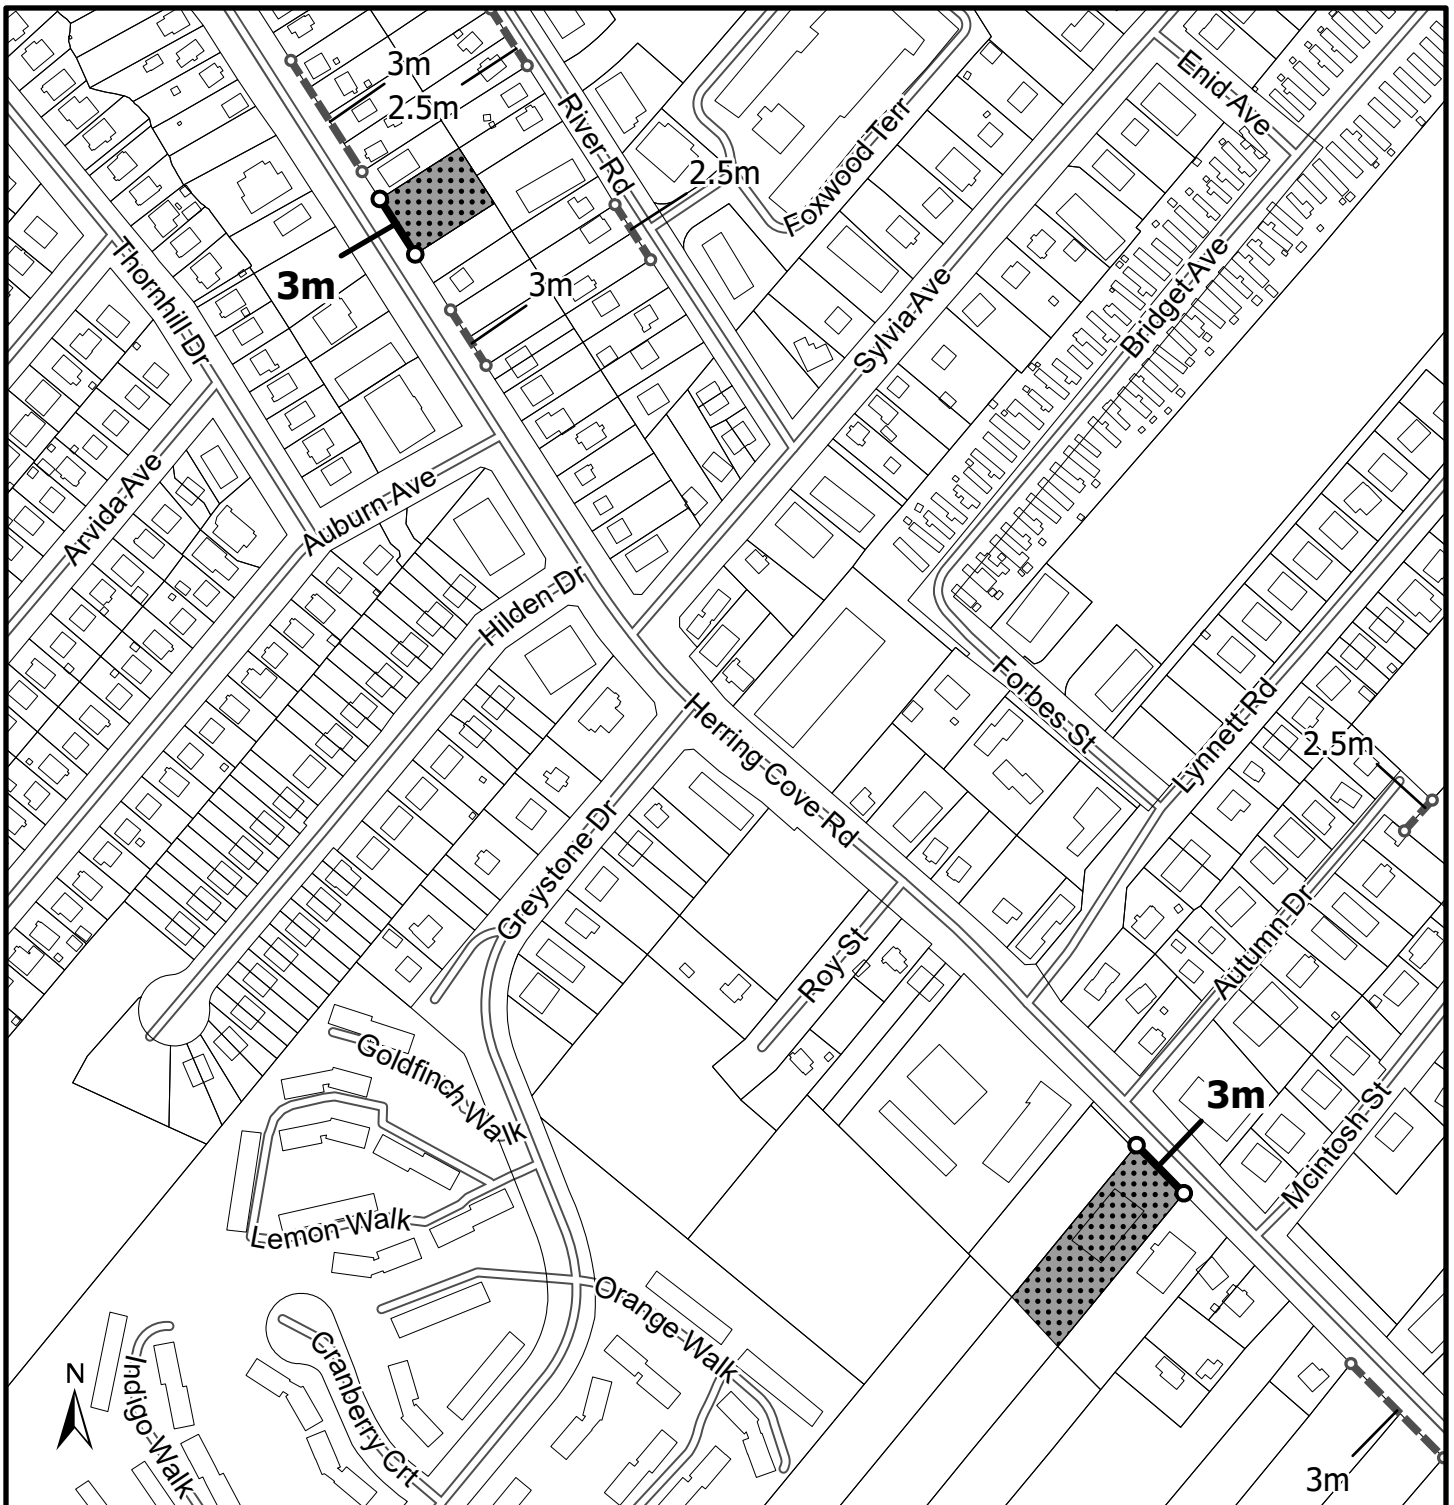 3m
2.5m
River Rd
Enid Ave
Foxwood Terr
2.5m
Thornhill Dr
3m
3m
Bridget Ave
Sylvia Ave
Arvida Ave
Auburn Ave
Hilden Dr
Herring Cove Rd
Forbes St
Lynnett Rd
2.5m
Greystone Dr
Roy St
Autumn Dr
Goldfinch Walk
3m
Mcintosh St
Lemon Walk
Orange Walk
N
Indigo Walk
Cranberry Crt
3m